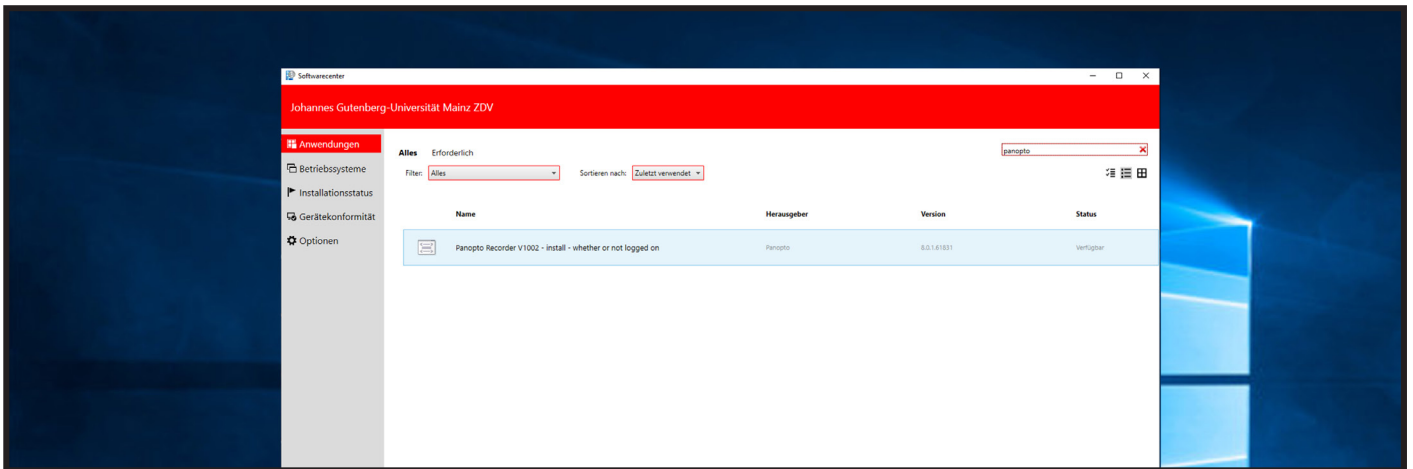 Softwarecenter
Johannes Gutenberg-Universität Mainz ZDV
Anwendungen
Betriebssysteme
Installationsstatus
Gerätekonformität
Optionen
Alles Erforderlich
panopto
Filter: Alles Sortieren nach: Zuletzt verwendet
Name Herausgeber Version Status
Panopto Recorder V1002 - install - whether or not logged on Panopto 8.0.1.61831 Verfügbar